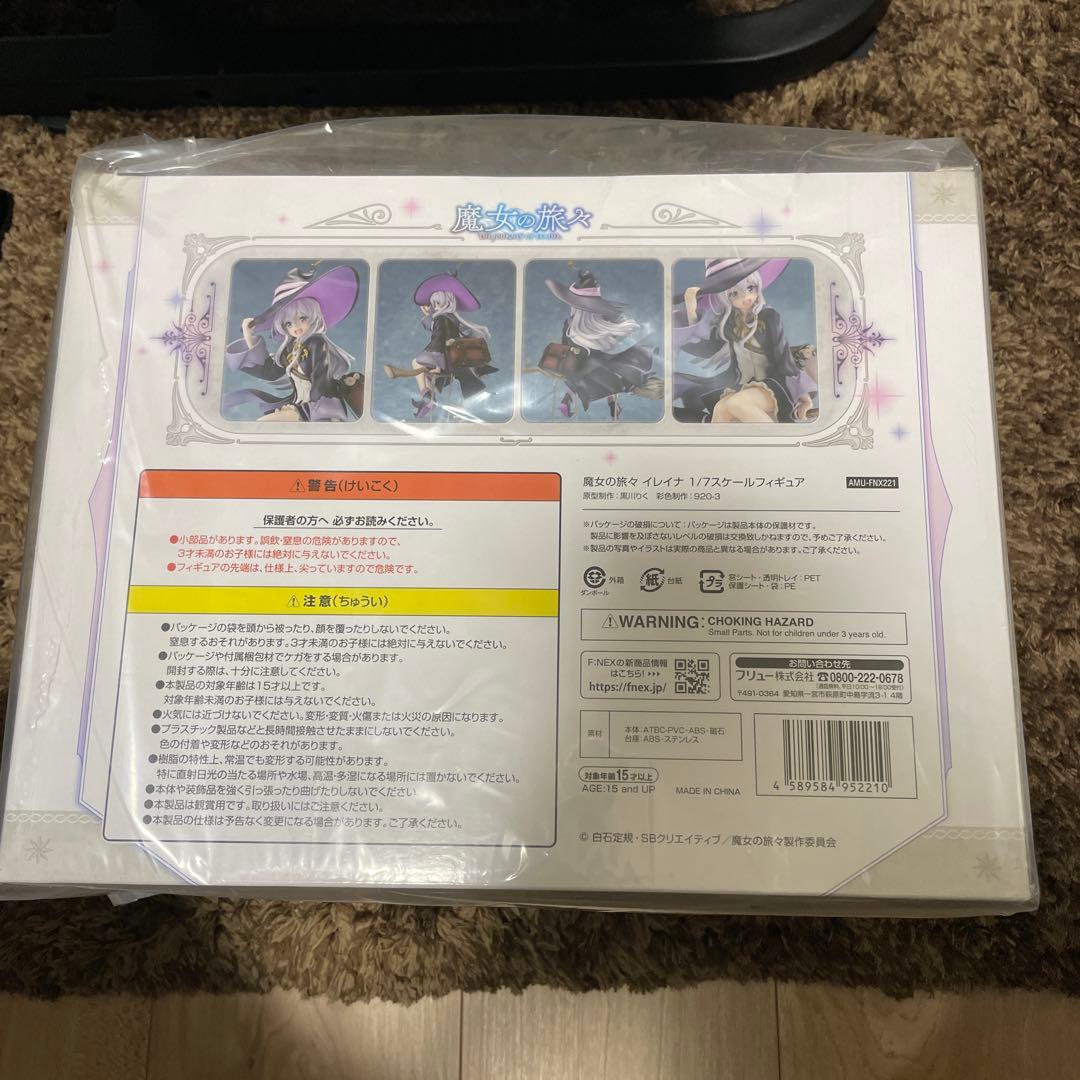 魔女の旅々
THE JOURNEY OF ELAINA
⚠警告(けいこく)
保護者の方へ 必ずお読みください。
●小部品があります。誤飲・窒息の危険がありますので、
3才未満のお子様には絶対に与えないでください。
●フィギュアの先端は、仕様上、尖っていますので危険です。
⚠注意(ちゅうい)
●パッケージの袋を頭から被ったり、顔を覆ったりしないでください。
窒息するおそれがあります。3才未満のお子様には絶対に与えないでください。
●パッケージや付属梱包材でケガをする場合があります。
開封する際は、十分に注意してください。
●本製品の対象年齢は15才以上です。
対象年齢未満のお子様には与えないでください。
●火気には近づけないでください。変形・変質・火傷または火災の原因になります。
●プラスチック製品などと長時間接触させたままにしないでください。
色の付着や変形などのおそれがあります。
●樹脂の特性上、常温でも変形する可能性があります。
特に直射日光の当たる場所や水場、高温・多湿になる場所には置かないでください。
●本体や装飾品を強く引っ張ったり曲げたりしないでください。
●本製品は観賞用です。取り扱いにはご注意ください。
●本製品の仕様は予告なく変更になる場合があります。ご了承ください。
魔女の旅々 イレイナ 1/7スケールフィギュア
AMU-FNX221
原型制作:黒川りく 彩色制作:920-3
※パッケージの破損について:パッケージは製品本体の保護材です。
製品に影響を及ぼさないレベルの破損は交換致しかねますので、予めご了承ください。
※製品の写真やイラストは実際の商品と異なる場合があります。ご了承ください。
外箱
ダンボール
紙
台紙
プラ
窓シート・透明トレイ:PET
保護シート・袋:PE
⚠WARNING: CHOKING HAZARD
Small Parts. Not for children under 3 years old.
F:NEXの新商品情報
はこちら!
https://fnex.jp/
お問い合わせ先
フリュー株式会社 ☎0800-222-0678
(通話無料、平日10:00〜16:00受付)
〒491-0364 愛知県一宮市萩原町中島字流3-1 4階
素材
本体:ATBC-PVC・ABS・磁石
台座:ABS・ステンレス
対象年齢15才以上
AGE:15 and UP
MADE IN CHINA
4 589584 952210
© 白石定規・SBクリエイティブ/魔女の旅々製作委員会